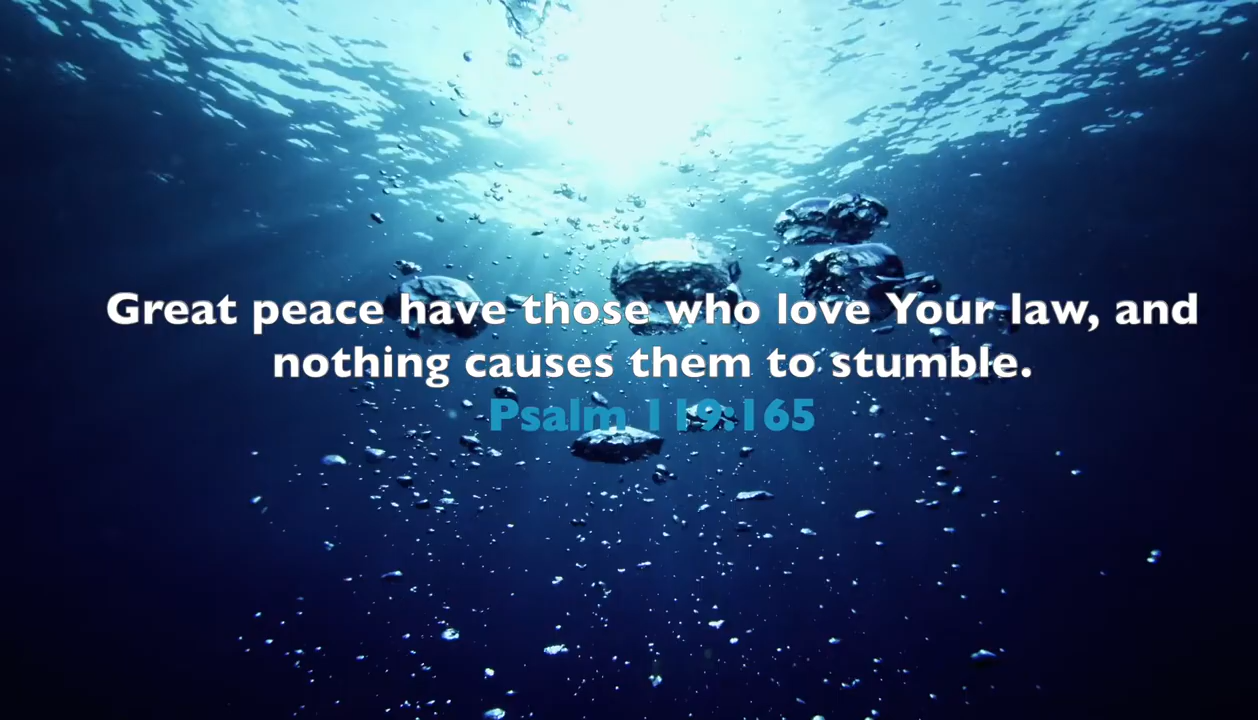 Great peace have those who love Your law, and
nothing causes them to stumble.
Psalm 119:165